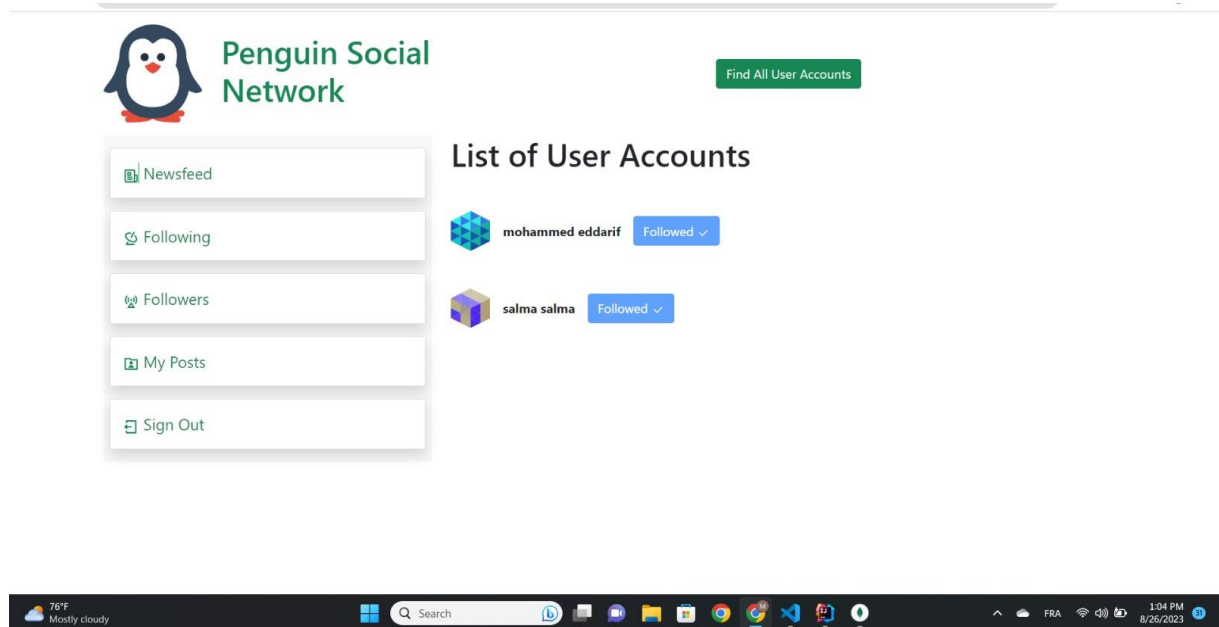 Penguin Social
Network
Find All User Accounts
Newsfeed
Following
Followers
My Posts
Sign Out
List of User Accounts
mohammed eddarif Followed
salma salma Followed
76°F
Mostly cloudy
Search
FRA
1:04 PM
8/26/2023
31